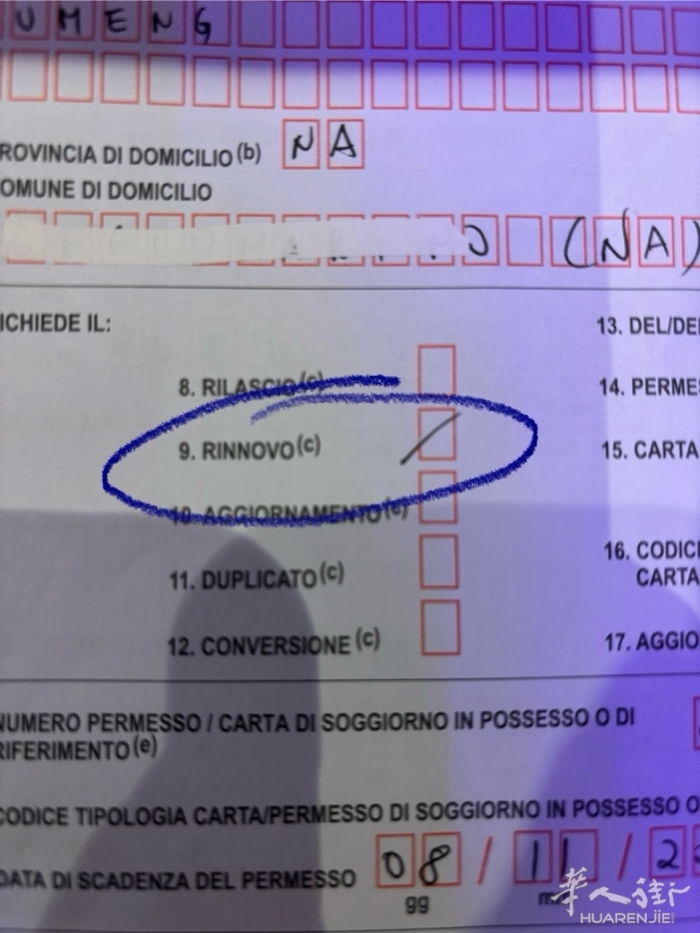 UMENG
ROVINCIA DI DOMICILIO(b) NA
OMUNE DI DOMICILIO
O (NA)
ICHIEDE IL:
13. DEL/DE
8. RILASCIO(c)
14. PERME
9. RINNOVO(c)
15. CARTA
10. AGGIORNAMENTO(c)
11. DUPLICATO(c)
16. CODIC
CARTA
12. CONVERSIONE(c)
17. AGGIO
NUMERO PERMESSO / CARTA DI SOGGIORNO IN POSSESSO O DI
RIFERIMENTO(e)
CODICE TIPOLOGIA CARTA/PERMESSO DI SOGGIORNO IN POSSESSO O
DATA DI SCADENZA DEL PERMESSO 08 / 11 / 2
gg
华人街
HUARENJIE